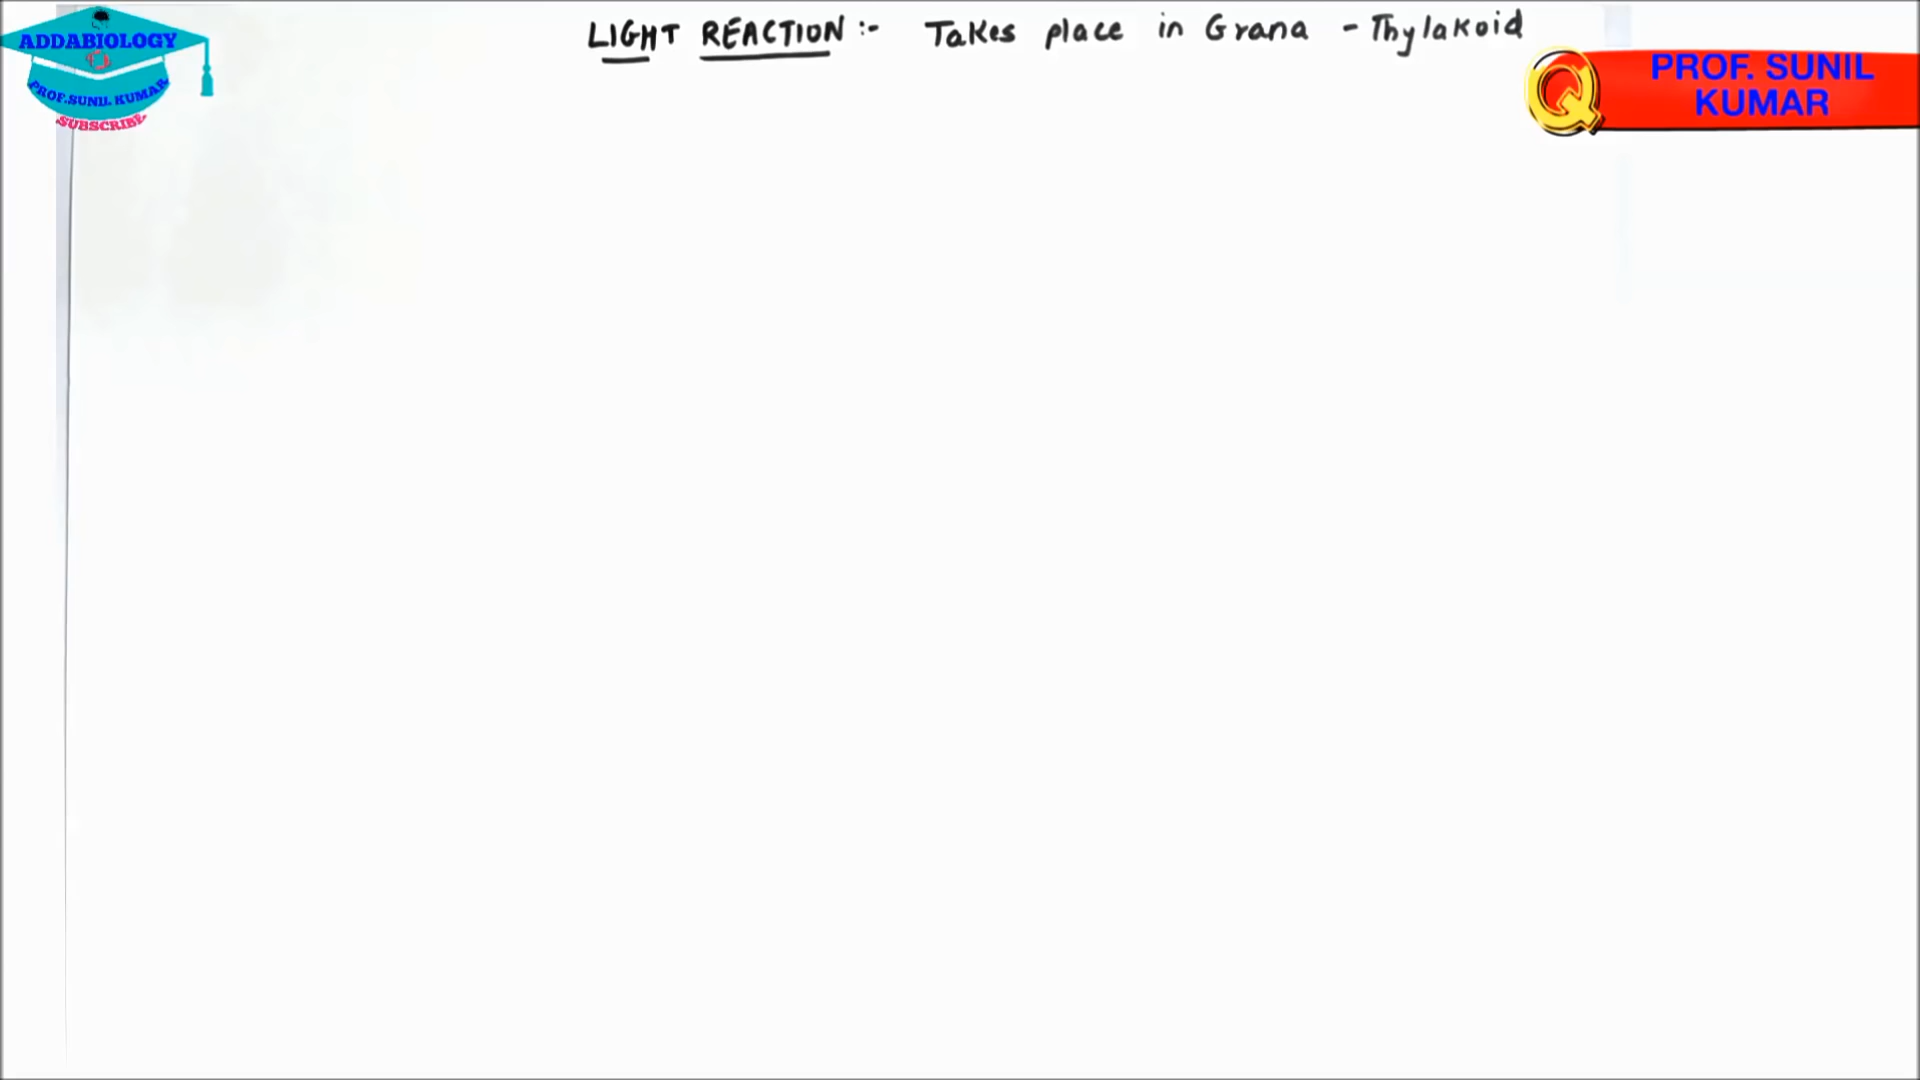 LIGHT REACTION :- Takes place in Grana - Thylakoid
ADDABIOLOGY
PROF.SUNIL KUMAR
SUBSCRIBE
PROF. SUNIL
KUMAR